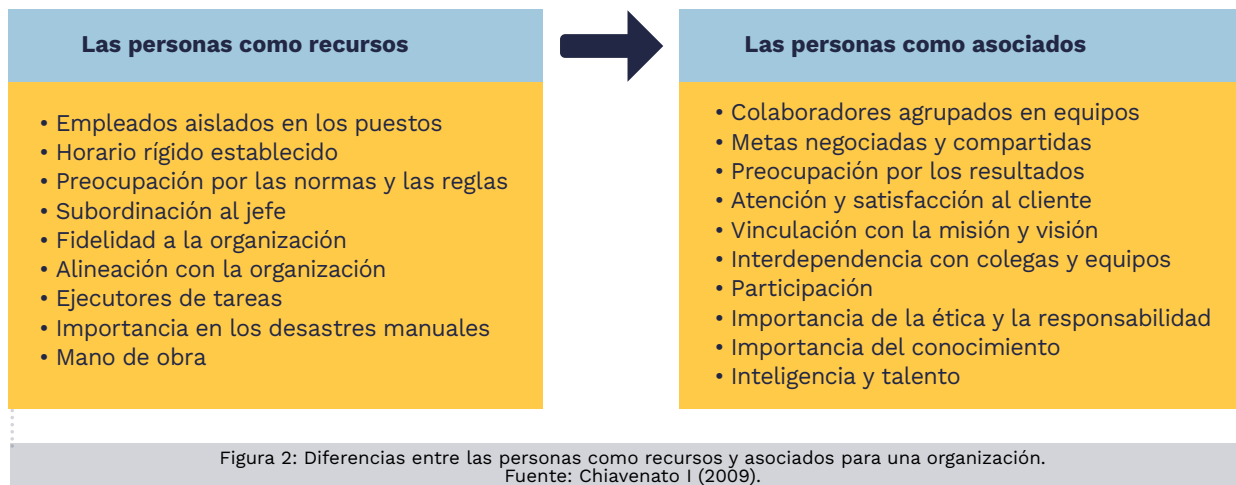 Las personas como recursos
• Empleados aislados en los puestos
• Horario rígido establecido
• Preocupación por las normas y las reglas
• Subordinación al jefe
• Fidelidad a la organización
• Alineación con la organización
• Ejecutores de tareas
• Importancia en los desastres manuales
• Mano de obra
Las personas como asociados
• Colaboradores agrupados en equipos
• Metas negociadas y compartidas
• Preocupación por los resultados
• Atención y satisfacción al cliente
• Vinculación con la misión y visión
• Interdependencia con colegas y equipos
• Participación
• Importancia de la ética y la responsabilidad
• Importancia del conocimiento
• Inteligencia y talento
Figura 2: Diferencias entre las personas como recursos y asociados para una organización.
Fuente: Chiavenato I (2009).